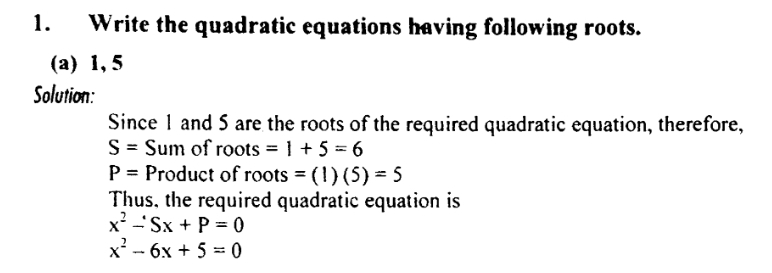 1. Write the quadratic equations having following roots.
(a) 1, 5
Solution:
Since 1 and 5 are the roots of the required quadratic equation, therefore,
S = Sum of roots = 1 + 5 = 6
P = Product of roots = (1) (5) = 5
Thus, the required quadratic equation is
x² – Sx + P = 0
x² – 6x + 5 = 0